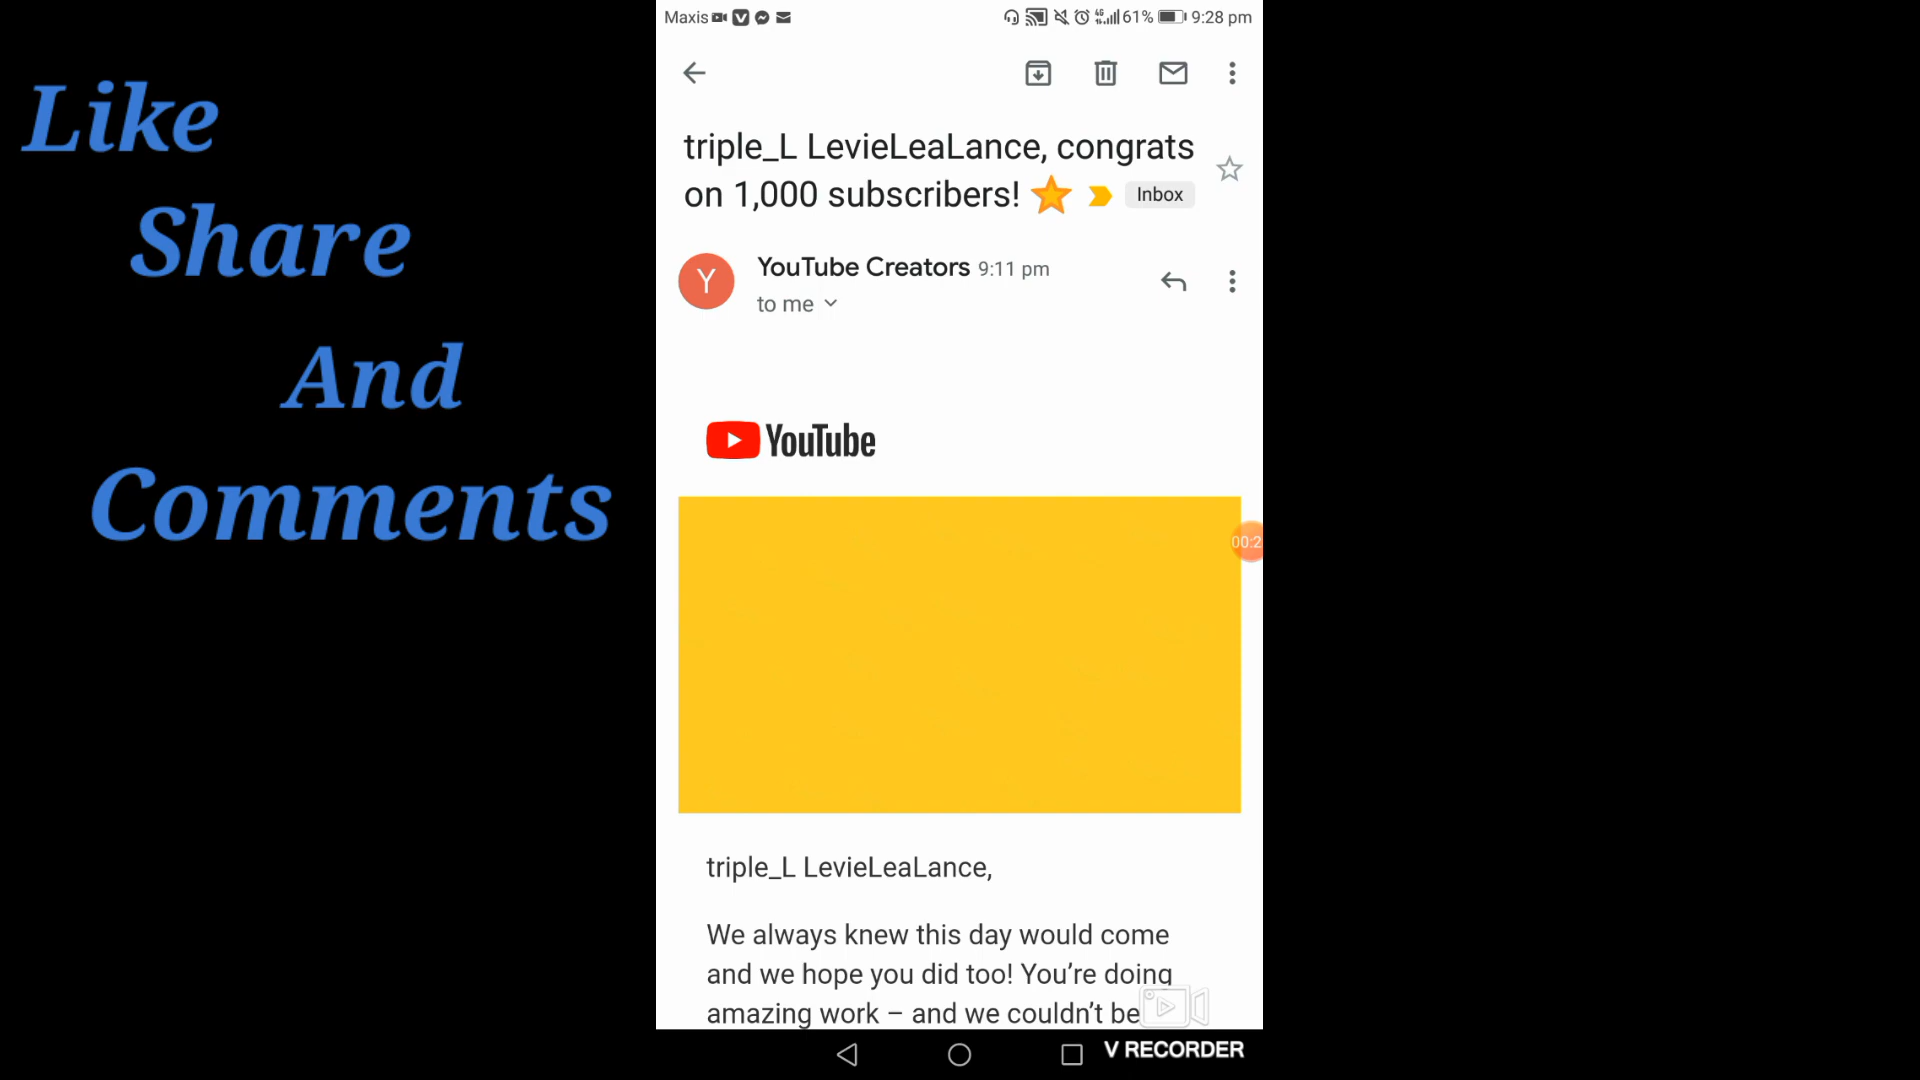 Like
Share
And
Comments
Maxis 61% 9:28 pm
triple_L LevieLeaLance, congrats
on 1,000 subscribers! Inbox
Y
YouTube Creators 9:11 pm
to me
YouTube
00:2
triple_L LevieLeaLance,
We always knew this day would come
and we hope you did too! You’re doing
amazing work – and we couldn’t be
V RECORDER